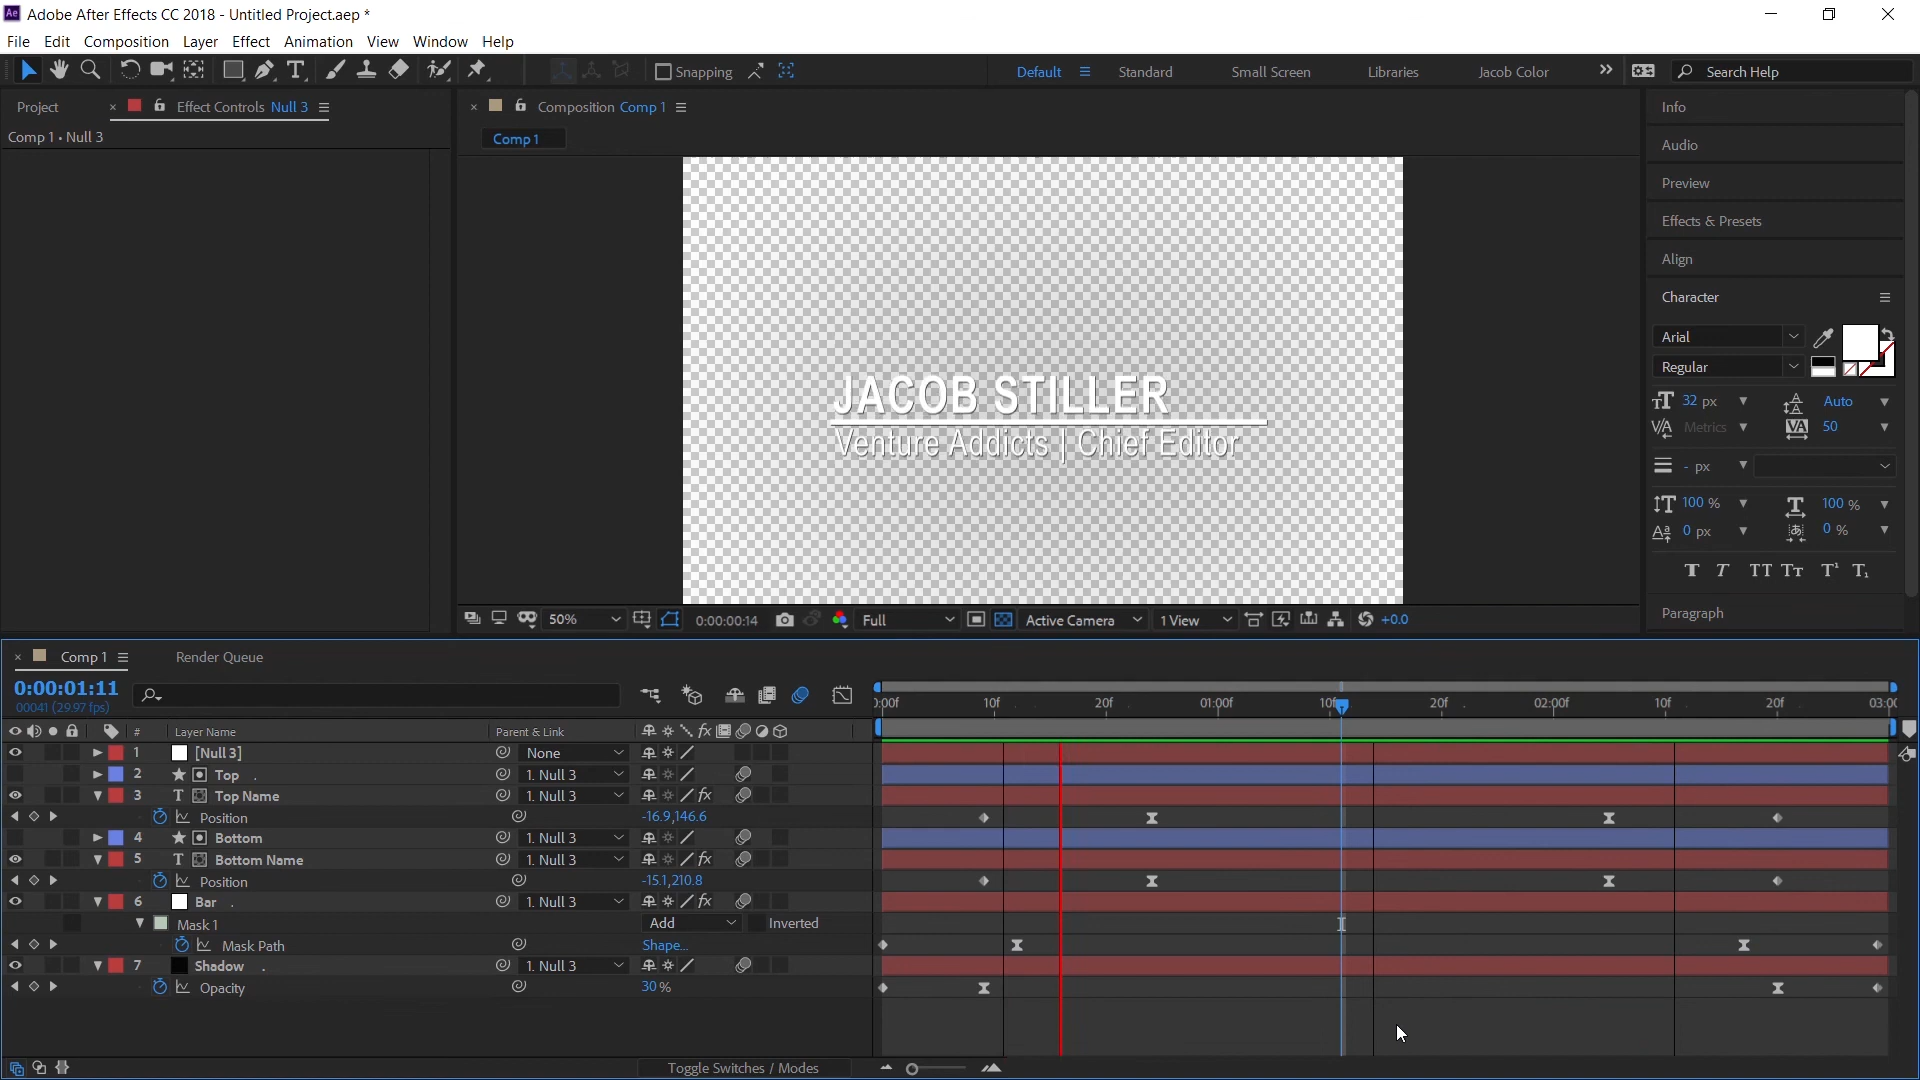 Ae Adobe After Effects CC 2018 - Untitled Project.aep *
File Edit Composition Layer Effect Animation View Window Help
Snapping Default Standard Small Screen Libraries Jacob Color Search Help
Project Effect Controls Null 3
Comp 1 • Null 3
Composition Comp 1
Comp 1
JACOB STILLER
Venture Addicts | Chief Editor
50% 0:00:00:14 Full Active Camera 1 View +0.0
Info
Audio
Preview
Effects & Presets
Align
Character
Arial
Regular
32 px Auto
Metrics 50
- px
100 % 100 %
0 px 0 %
Paragraph
Comp 1 Render Queue
0:00:01:11
00041 (29.97 fps)
0:00f 10f 20f 01:00f 10f 20f 02:00f 10f 20f 03:00
# Layer Name Parent & Link
1 [Null 3] None
2 Top . 1. Null 3
3 T Top Name 1. Null 3
Position -16.9,146.6
4 Bottom 1. Null 3
5 T Bottom Name 1. Null 3
Position -15.1,210.8
6 Bar . 1. Null 3
Mask 1 Add Inverted
Mask Path Shape...
7 Shadow . 1. Null 3
Opacity 30 %
Toggle Switches / Modes